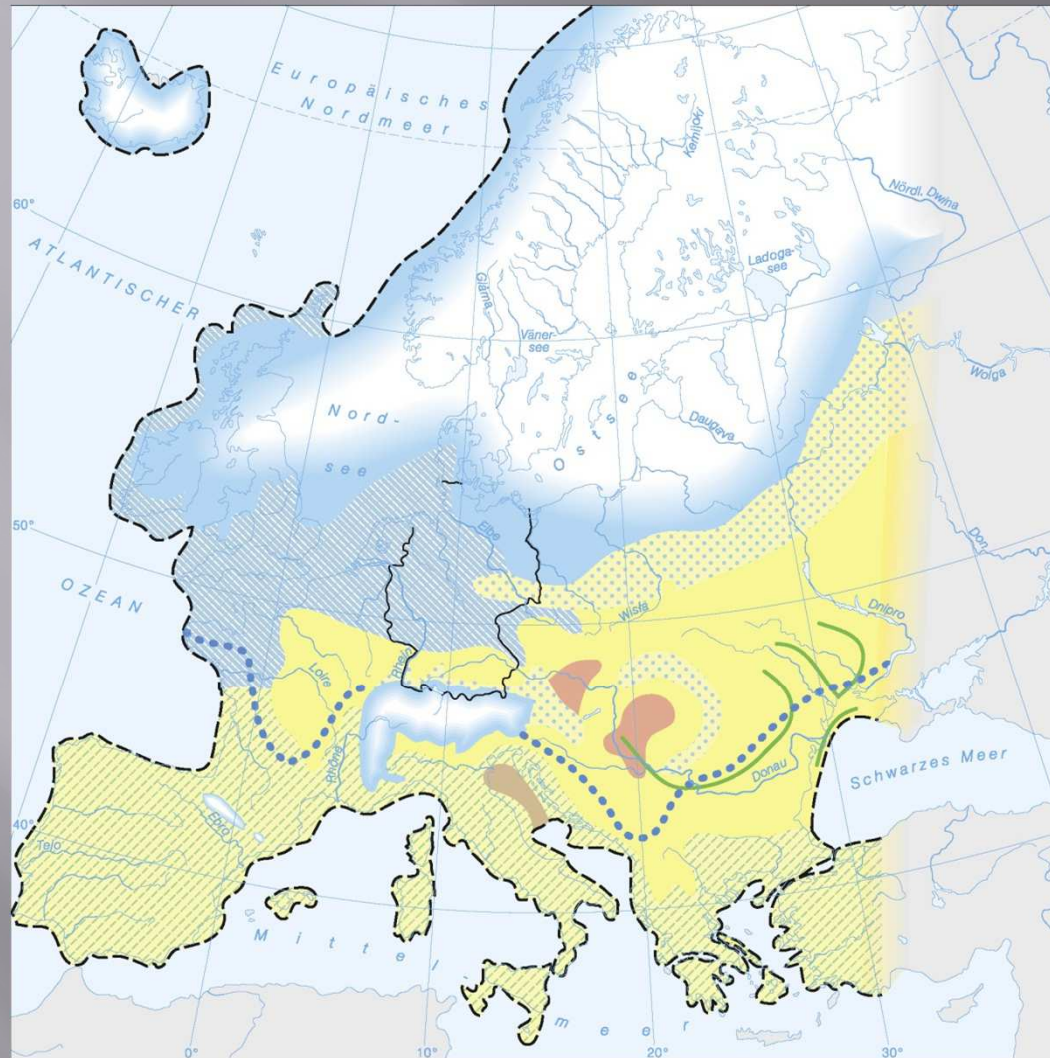 Europäisches
Nordmeer
Kemijoki
Nördl. Dwina
60°
ATLANTISCHER
Ladoga-
see
Glåma
Väner-
see
Wolga
Nord-
see
Ostsee
Daugava
50°
Elbe
Don
OZEAN
Wisła
Dnipro
Rhein
Loire
Rhône
Donau
Schwarzes Meer
Ebro
40°
Tejo
Mittel-
meer
0°
10°
20°
30°